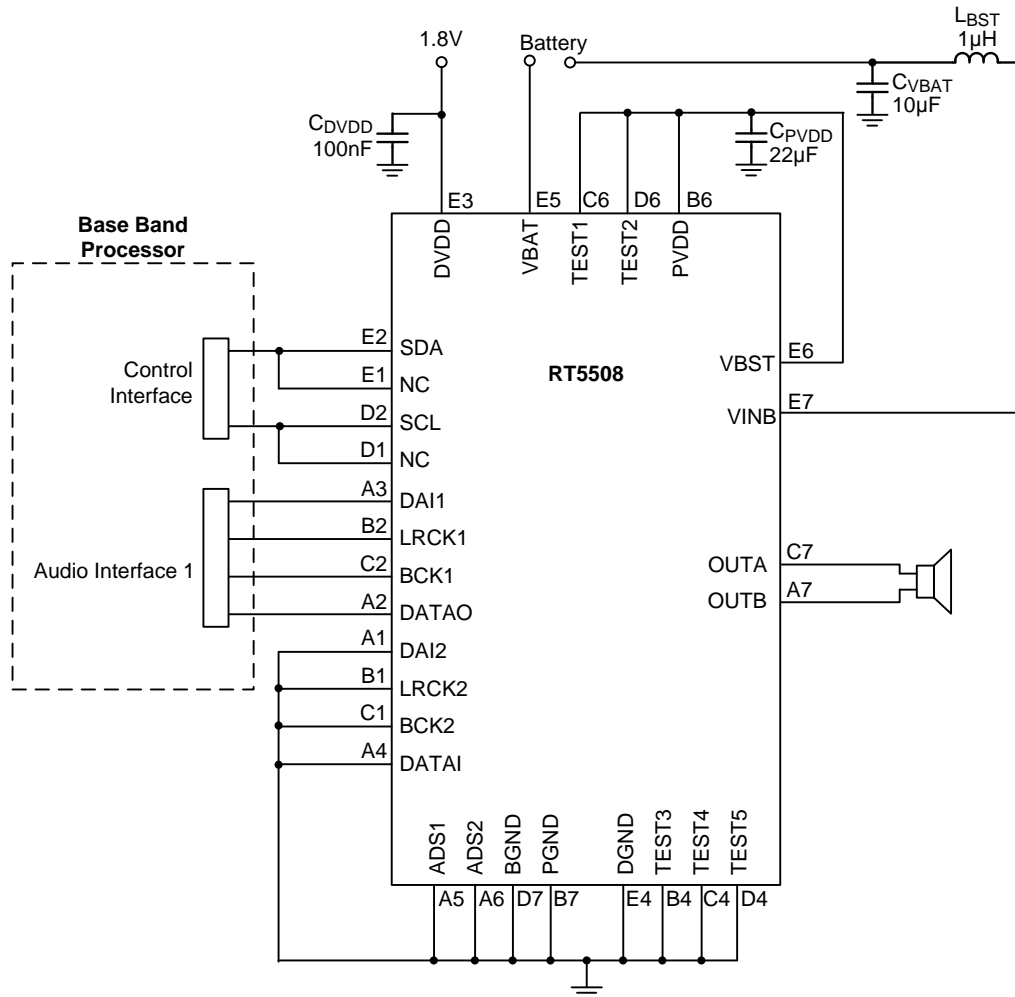 L_BST
1µH
1.8V
Battery
C_VBAT
10µF
C_DVDD
100nF
C_PVDD
22µF
E3
E5
C6
D6
B6
Base Band
Processor
DVDD
VBAT
TEST1
TEST2
PVDD
Control
Interface
E2
SDA
E1
NC
D2
SCL
D1
NC
RT5508
VBST
E6
VINB
E7
Audio Interface 1
A3
DAI1
B2
LRCK1
C2
BCK1
A2
DATAO
A1
DAI2
B1
LRCK2
C1
BCK2
A4
DATAI
OUTA
C7
OUTB
A7
ADS1
ADS2
BGND
PGND
DGND
TEST3
TEST4
TEST5
A5
A6
D7
B7
E4
B4
C4
D4